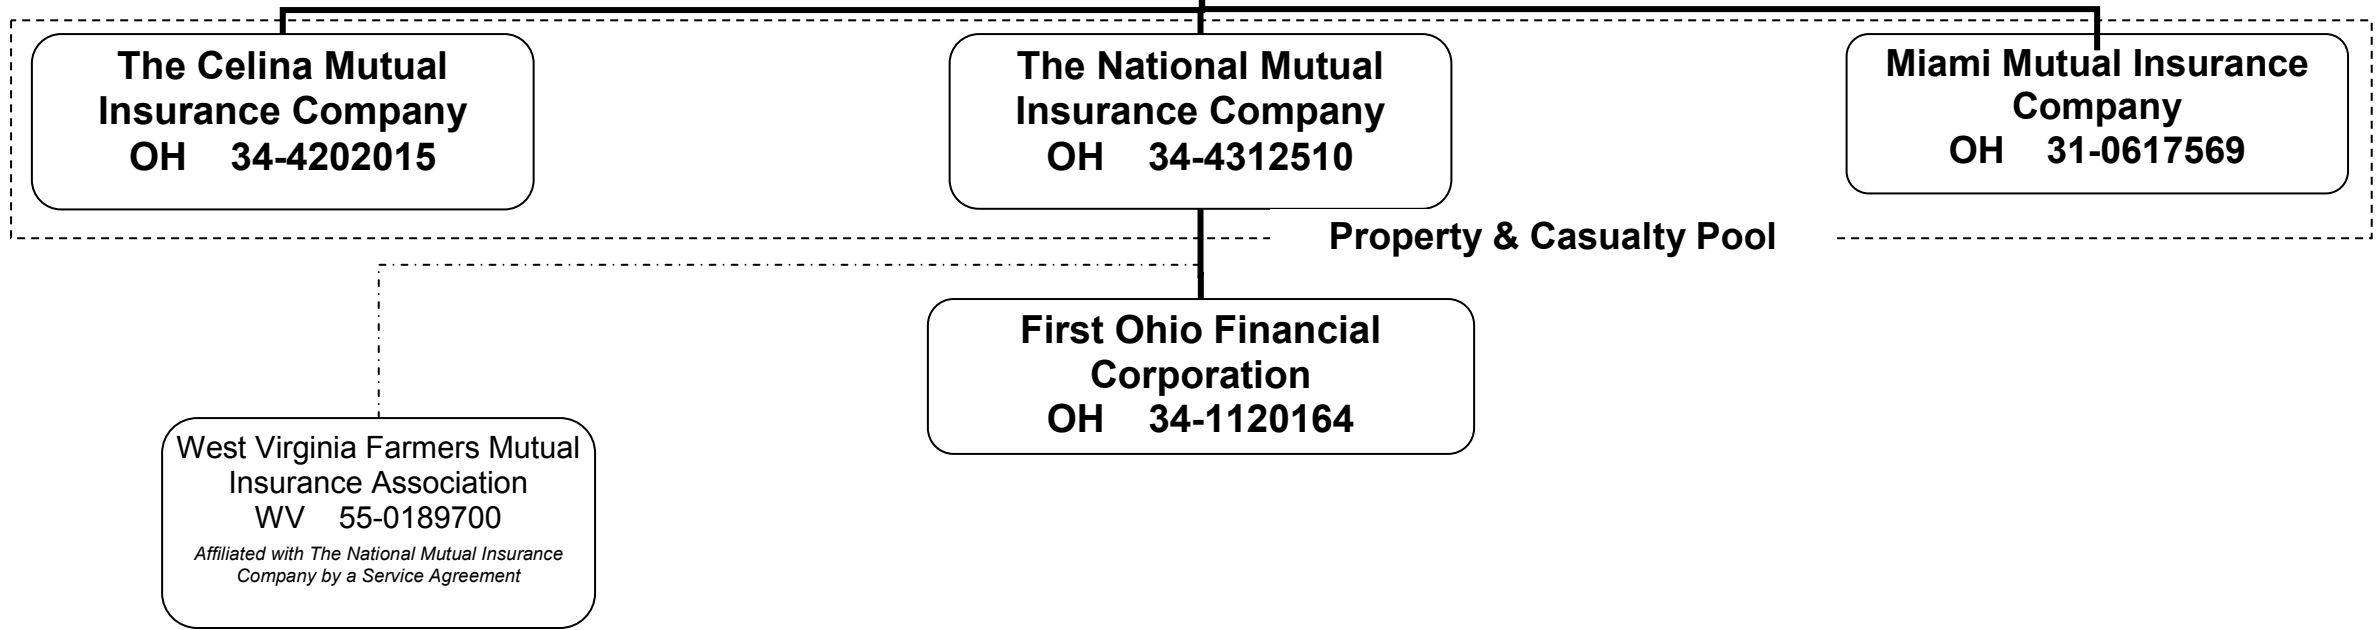 The Celina Mutual
Insurance Company
OH 34-4202015
The National Mutual
Insurance Company
OH 34-4312510
Miami Mutual Insurance
Company
OH 31-0617569
Property & Casualty Pool
First Ohio Financial
Corporation
OH 34-1120164
West Virginia Farmers Mutual
Insurance Association
WV 55-0189700
Affiliated with The National Mutual Insurance
Company by a Service Agreement